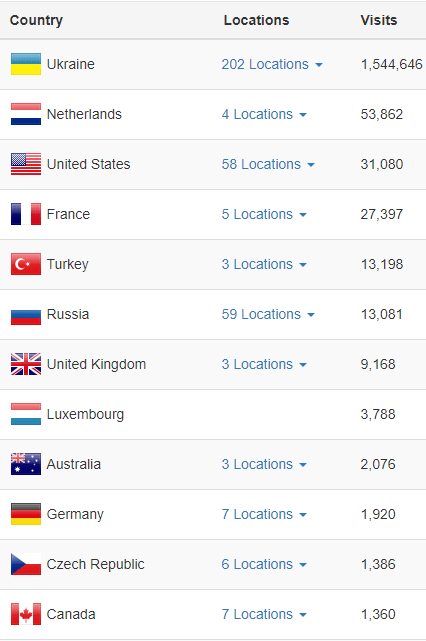 Country Locations Visits
Ukraine 202 Locations 1,544,646
Netherlands 4 Locations 53,862
United States 58 Locations 31,080
France 5 Locations 27,397
Turkey 3 Locations 13,198
Russia 59 Locations 13,081
United Kingdom 3 Locations 9,168
Luxembourg 3,788
Australia 3 Locations 2,076
Germany 7 Locations 1,920
Czech Republic 6 Locations 1,386
Canada 7 Locations 1,360